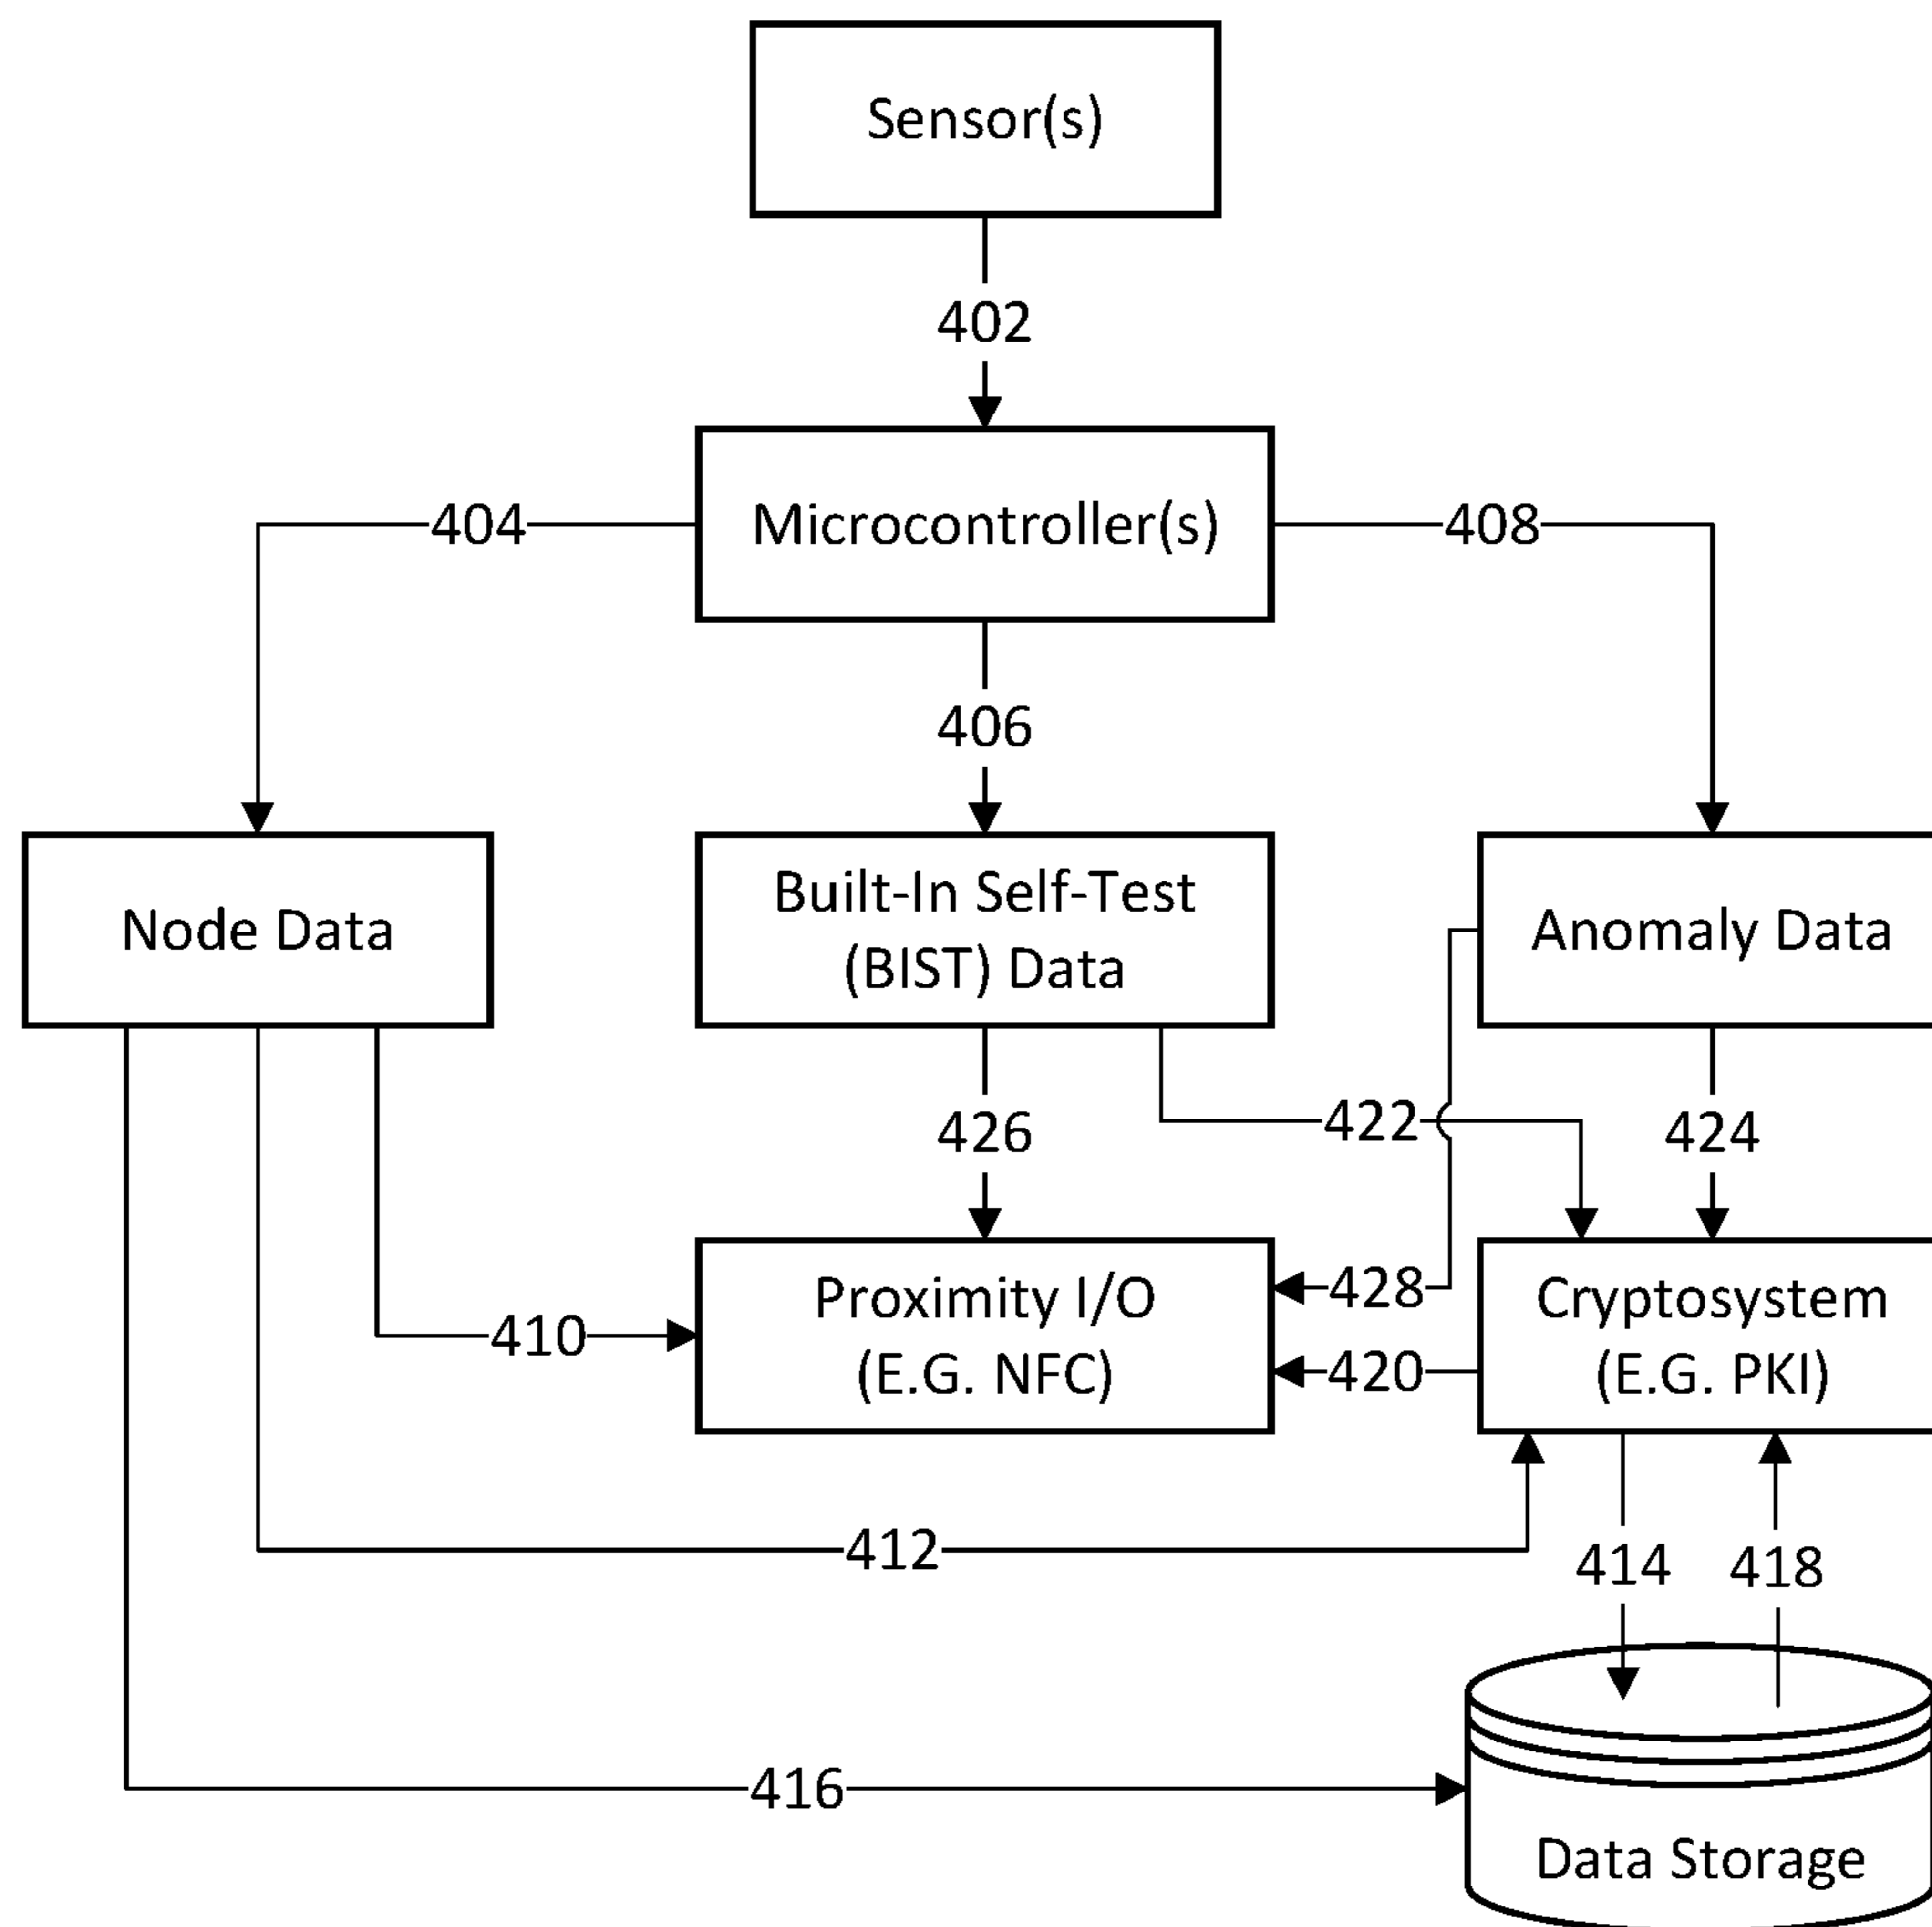 Sensor(s)
402
404
Microcontroller(s)
408
406
Node Data
Built-In Self-Test
(BIST) Data
Anomaly Data
426
422
424
410
Proximity I/O
(E.G. NFC)
428
420
Cryptosystem
(E.G. PKI)
412
414
418
416
Data Storage